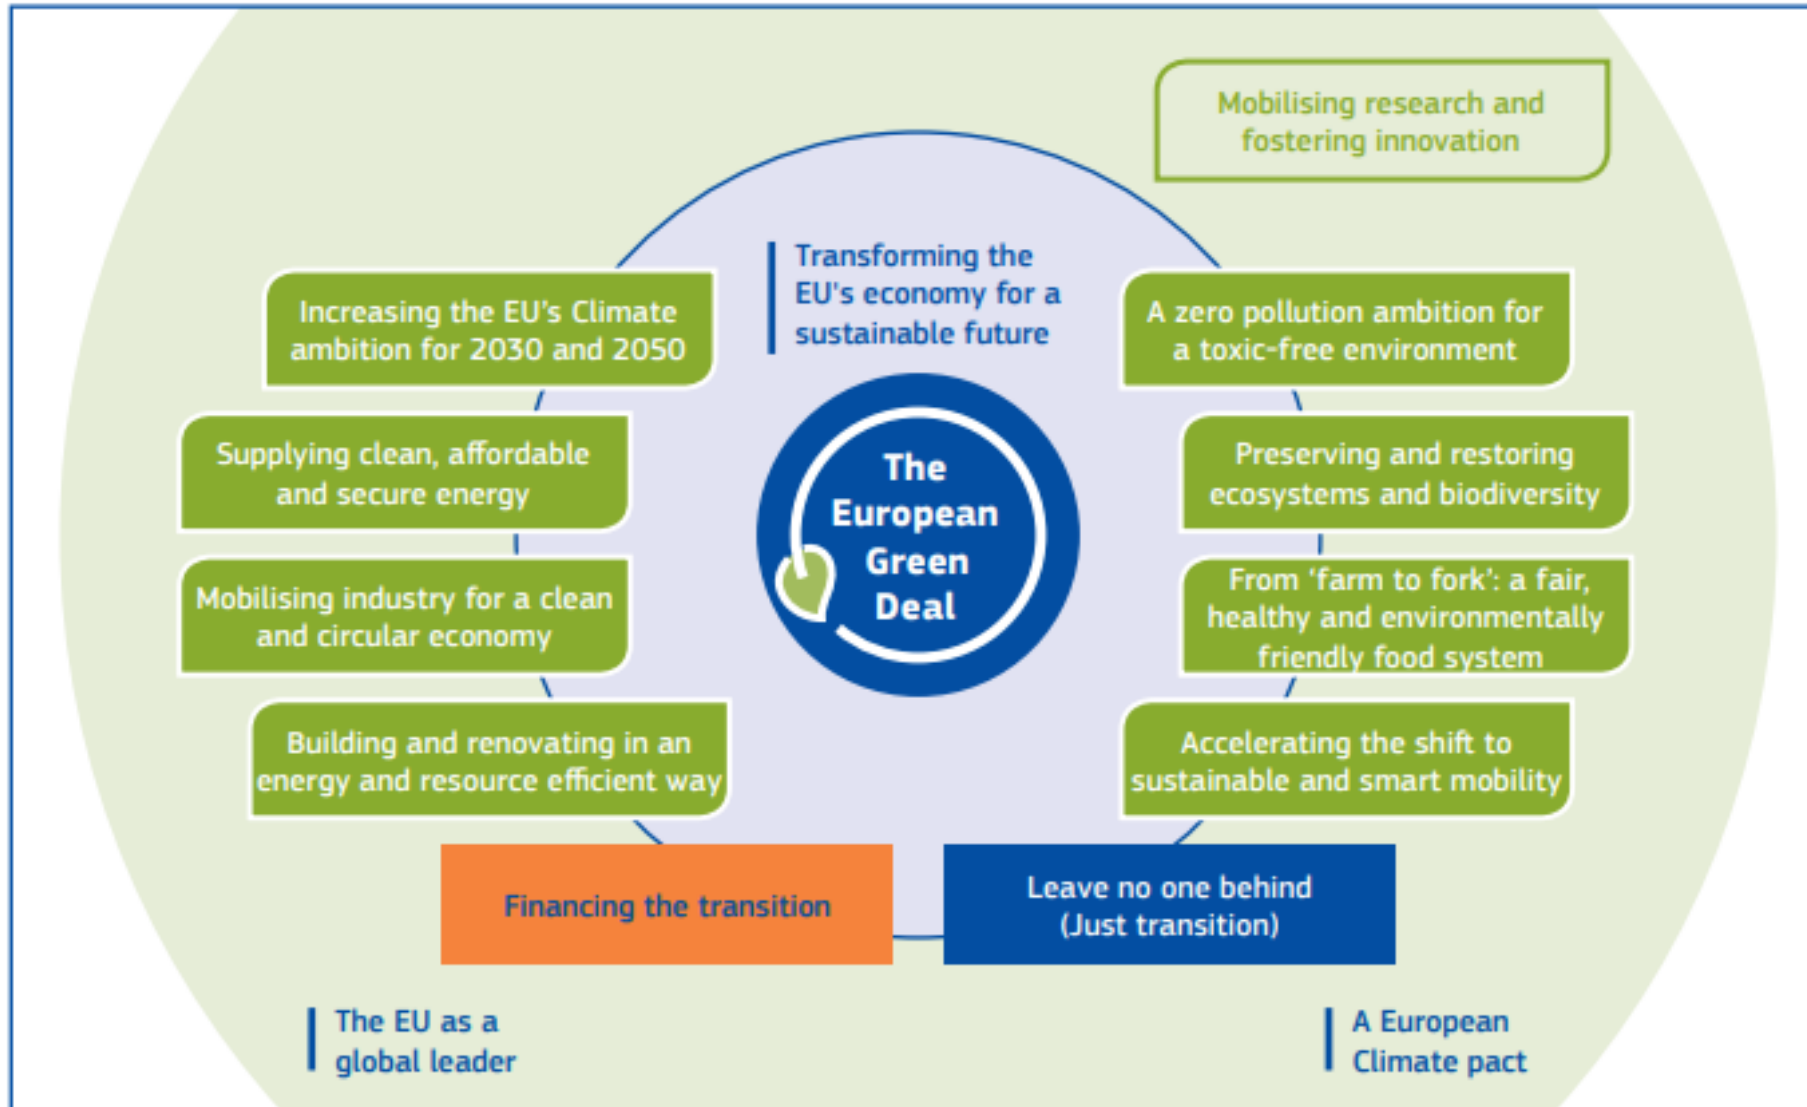 Mobilising research and
fostering innovation
Transforming the
EU's economy for a
sustainable future
Increasing the EU's Climate
ambition for 2030 and 2050
Supplying clean, affordable
and secure energy
Mobilising industry for a clean
and circular economy
Building and renovating in an
energy and resource efficient way
The
European
Green
Deal
A zero pollution ambition for
a toxic-free environment
Preserving and restoring
ecosystems and biodiversity
From ‘farm to fork’: a fair,
healthy and environmentally
friendly food system
Accelerating the shift to
sustainable and smart mobility
Financing the transition
Leave no one behind
(Just transition)
The EU as a
global leader
A European
Climate pact